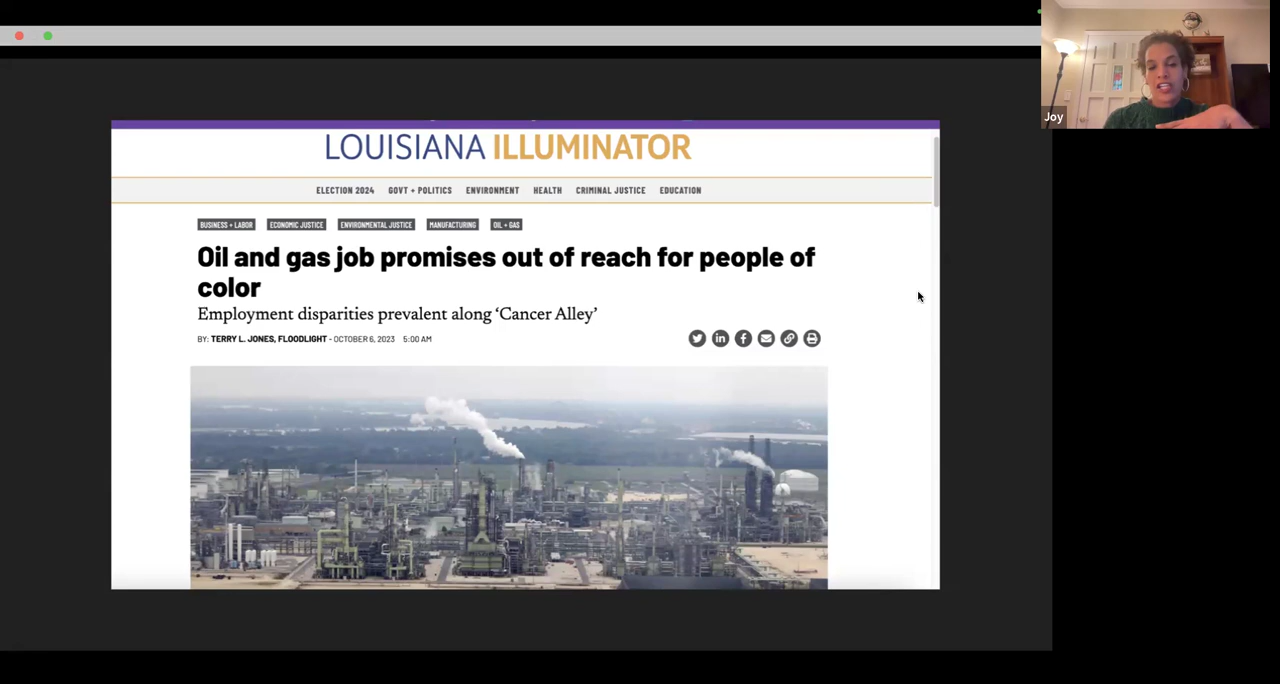 Joy
LOUISIANA ILLUMINATOR
ELECTION 2024 GOVT + POLITICS ENVIRONMENT HEALTH CRIMINAL JUSTICE EDUCATION
BUSINESS + LABOR ECONOMIC JUSTICE ENVIRONMENTAL JUSTICE MANUFACTURING OIL + GAS
Oil and gas job promises out of reach for people of
color
Employment disparities prevalent along ‘Cancer Alley’
BY: TERRY L. JONES, FLOODLIGHT - OCTOBER 6, 2023 5:00 AM